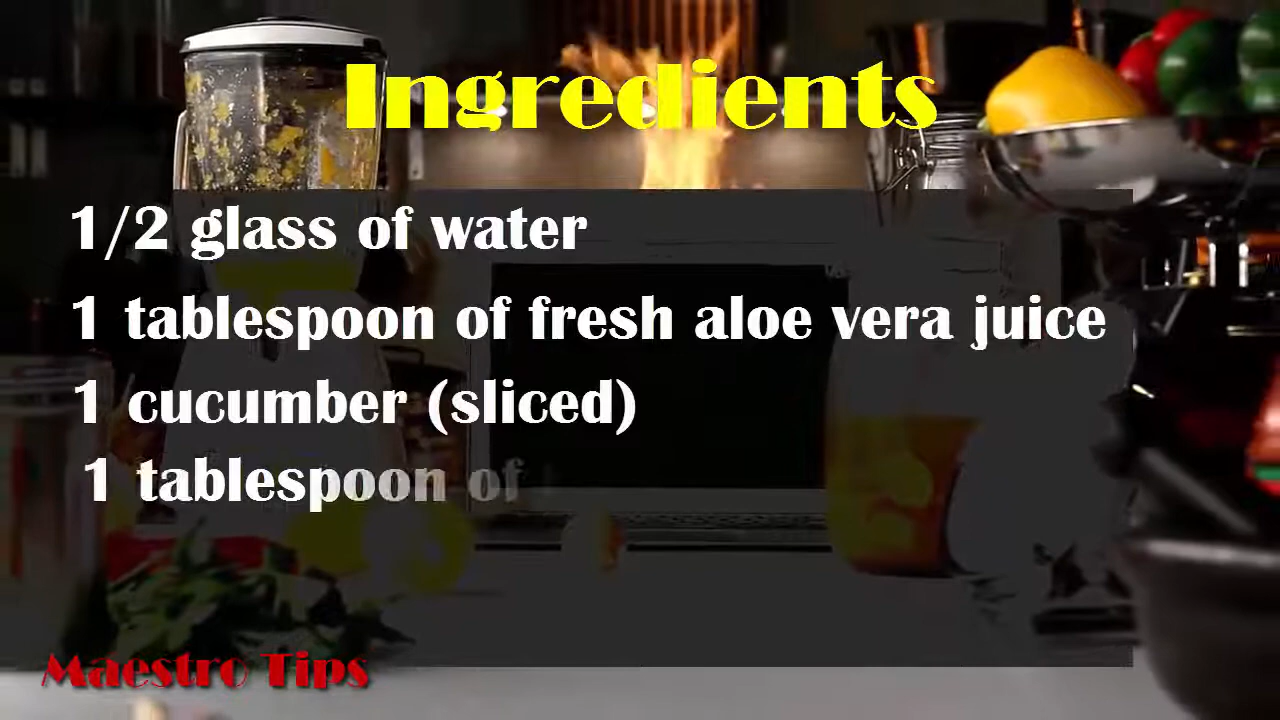 Ingredients
1/2 glass of water
1 tablespoon of fresh aloe vera juice
1 cucumber (sliced)
1 tablespoon of
Maestro Tips